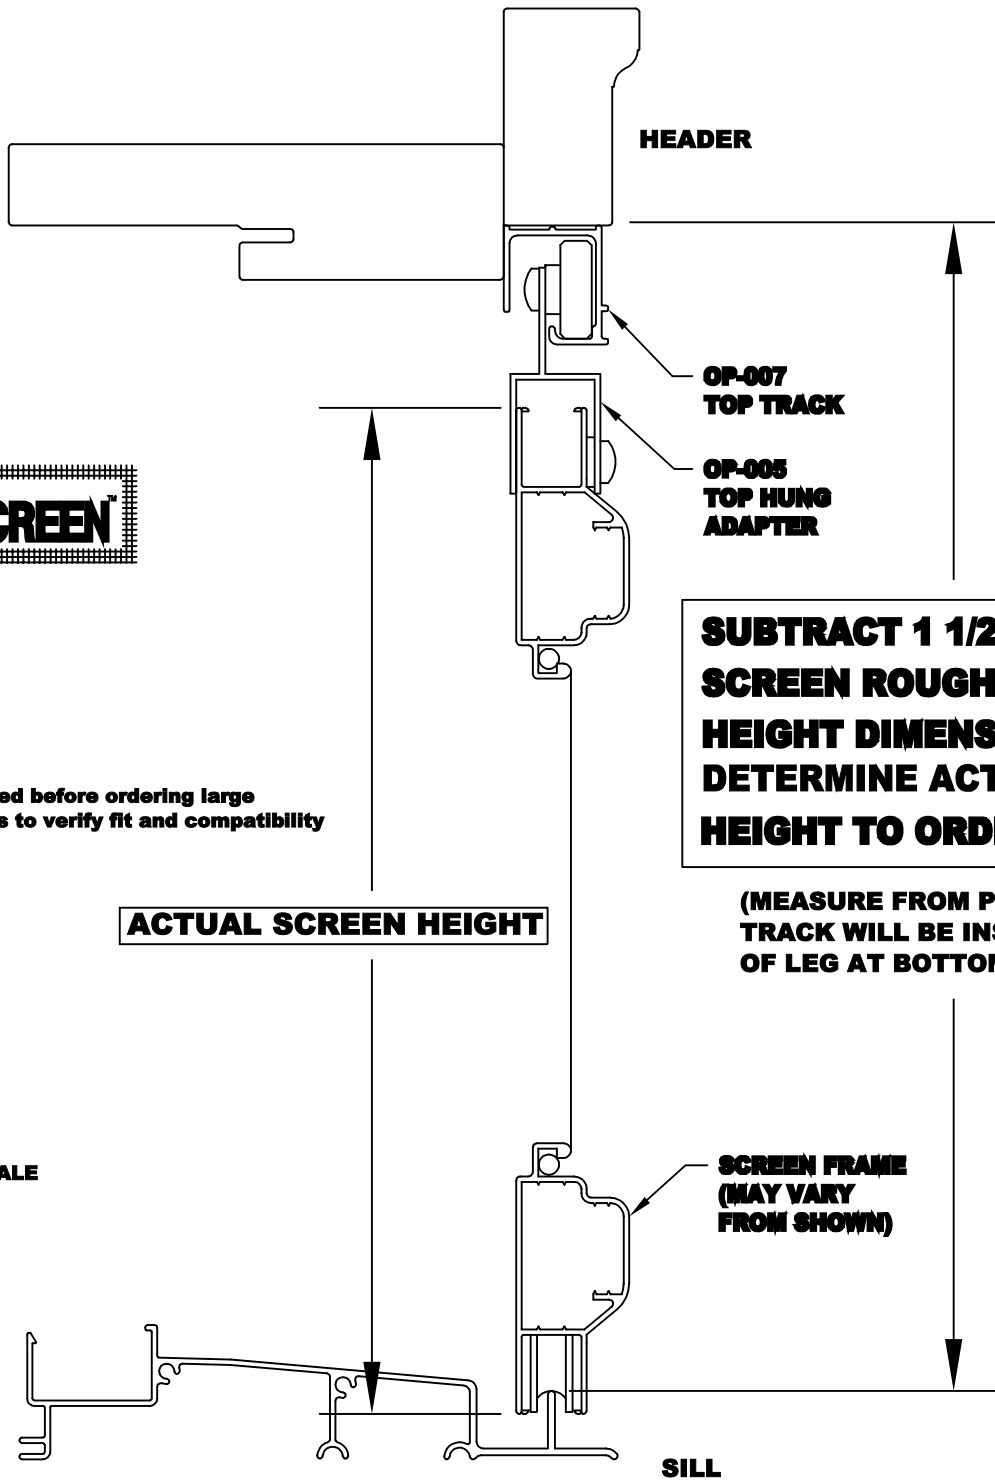 HEADER
OP-007
TOP TRACK
OP-005
TOP HUNG
ADAPTER
CREEN™
SUBTRACT 1 1/2
SCREEN ROUGH
HEIGHT DIMENS
DETERMINE ACT
HEIGHT TO ORD
ed before ordering large
s to verify fit and compatibility
(MEASURE FROM P
TRACK WILL BE INS
OF LEG AT BOTTOM
ACTUAL SCREEN HEIGHT
ALE
SCREEN FRAME
(MAY VARY
FROM SHOWN)
SILL